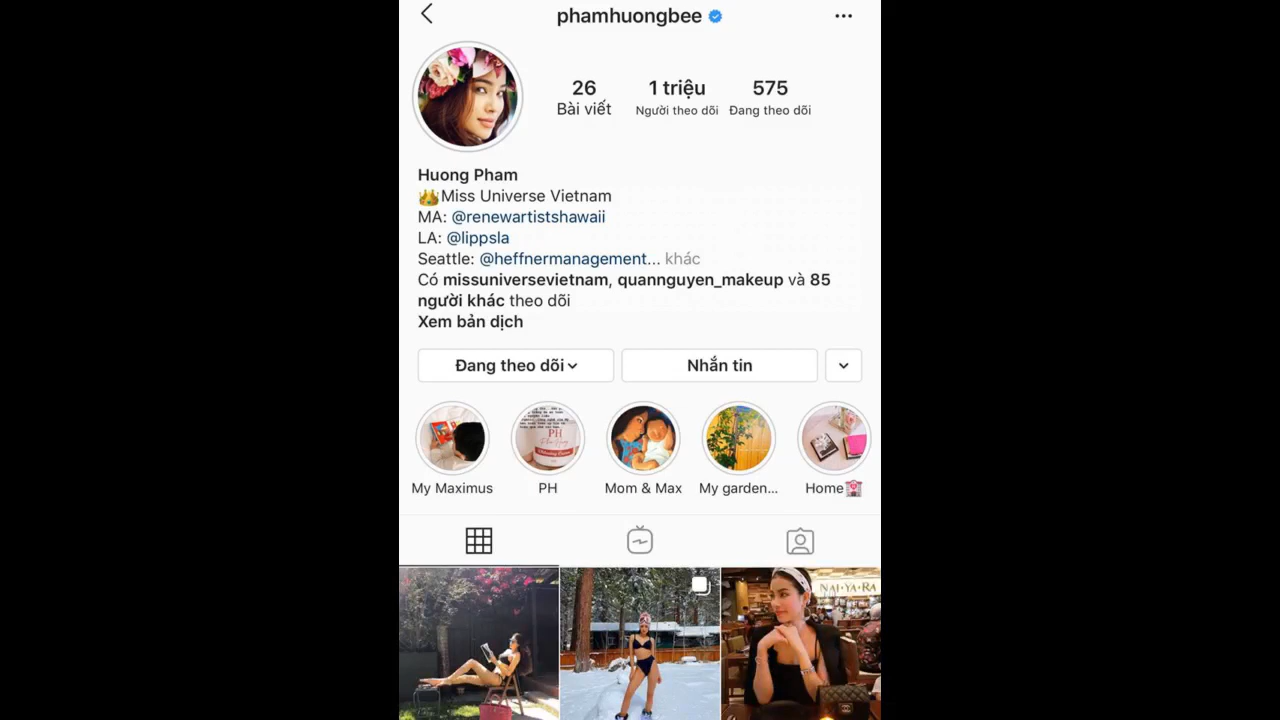 phamhuongbee
26 1 triệu 575
Bài viết Người theo dõi Đang theo dõi
Huong Pham
👑Miss Universe Vietnam
MA: @renewartistshawaii
LA: @lippsla
Seattle: @heffnermanagement... khác
Có missuniversevietnam, quannguyen_makeup và 85
người khác theo dõi
Xem bản dịch
Đang theo dõi Nhắn tin
PH
My Maximus PH Mom & Max My garden... Home🏩
NAI·YA·RA